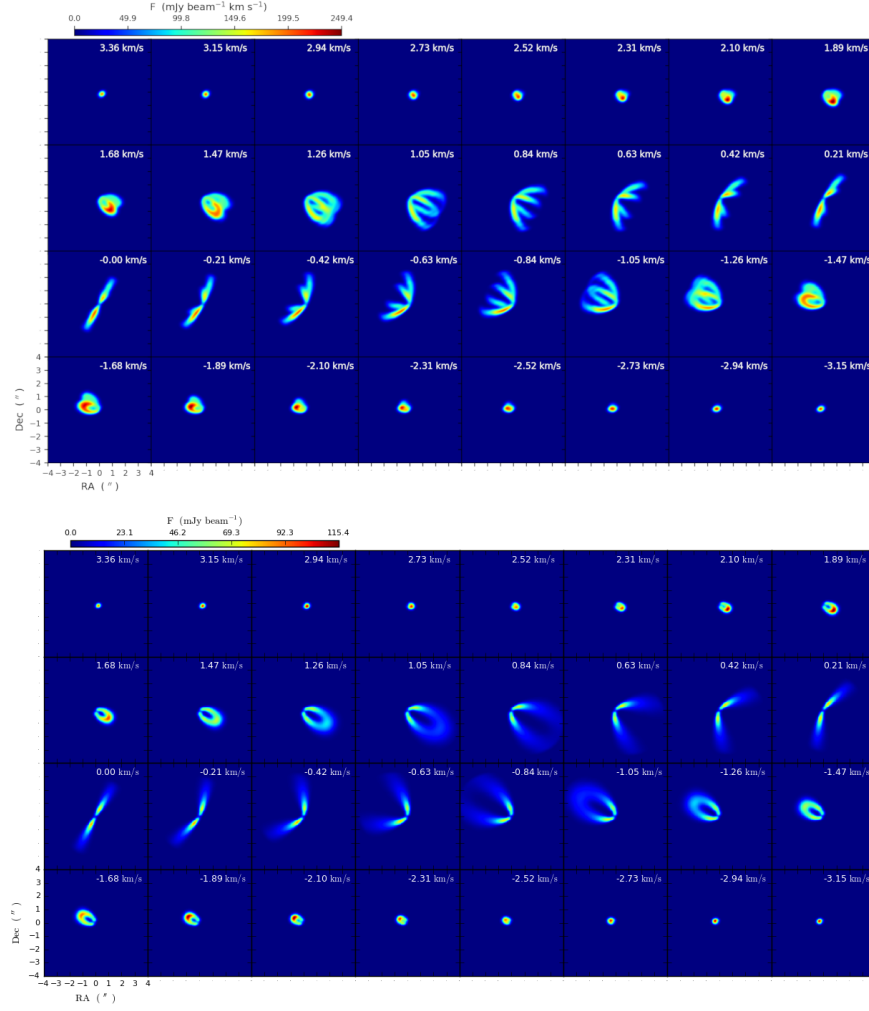 F (mJy beam⁻¹ km s⁻¹)
0.0 49.9 99.8 149.6 199.5 249.4
3.36 km/s 3.15 km/s 2.94 km/s 2.73 km/s 2.52 km/s 2.31 km/s 2.10 km/s 1.89 km/s
1.68 km/s 1.47 km/s 1.26 km/s 1.05 km/s 0.84 km/s 0.63 km/s 0.42 km/s 0.21 km/s
-0.00 km/s -0.21 km/s -0.42 km/s -0.63 km/s -0.84 km/s -1.05 km/s -1.26 km/s -1.47 km/s
-1.68 km/s -1.89 km/s -2.10 km/s -2.31 km/s -2.52 km/s -2.73 km/s -2.94 km/s -3.15 km/s
4
3
2
1
0
−1
−2
−3
−4
Dec (″)
−4 −3 −2 −1 0 1 2 3 4
RA (″)
F (mJy beam⁻¹)
0.0 23.1 46.2 69.3 92.3 115.4
3.36 km/s 3.15 km/s 2.94 km/s 2.73 km/s 2.52 km/s 2.31 km/s 2.10 km/s 1.89 km/s
1.68 km/s 1.47 km/s 1.26 km/s 1.05 km/s 0.84 km/s 0.63 km/s 0.42 km/s 0.21 km/s
0.00 km/s -0.21 km/s -0.42 km/s -0.63 km/s -0.84 km/s -1.05 km/s -1.26 km/s -1.47 km/s
-1.68 km/s -1.89 km/s -2.10 km/s -2.31 km/s -2.52 km/s -2.73 km/s -2.94 km/s -3.15 km/s
4
3
2
1
0
−1
−2
−3
−4
Dec (″)
−4 −3 −2 −1 0 1 2 3 4
RA (″)